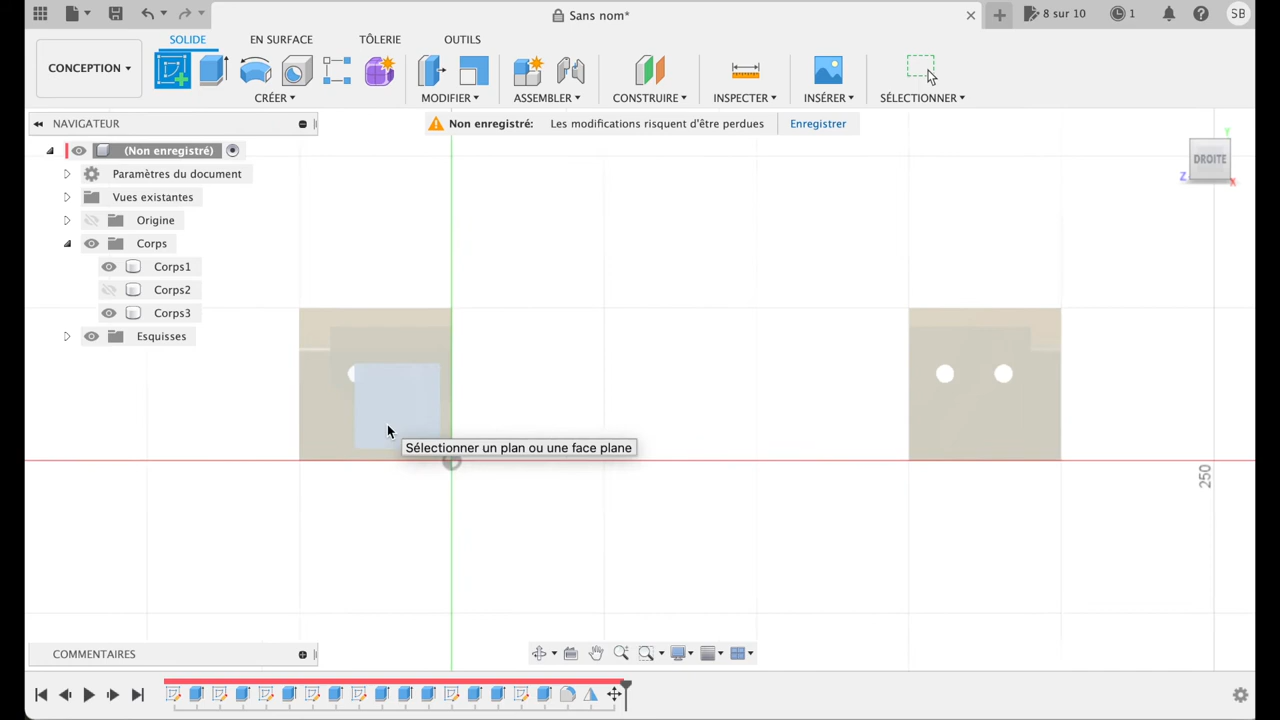 Sans nom*
8 sur 10
1
SB
CONCEPTION
SOLIDE
EN SURFACE
TÔLERIE
OUTILS
CRÉER
MODIFIER
ASSEMBLER
CONSTRUIRE
INSPECTER
INSÉRER
SÉLECTIONNER
NAVIGATEUR
Non enregistré: Les modifications risquent d'être perdues Enregistrer
(Non enregistré)
Paramètres du document
Vues existantes
Origine
Corps
Corps1
Corps2
Corps3
Esquisses
Y
DROITE
Z
X
Sélectionner un plan ou une face plane
250
COMMENTAIRES